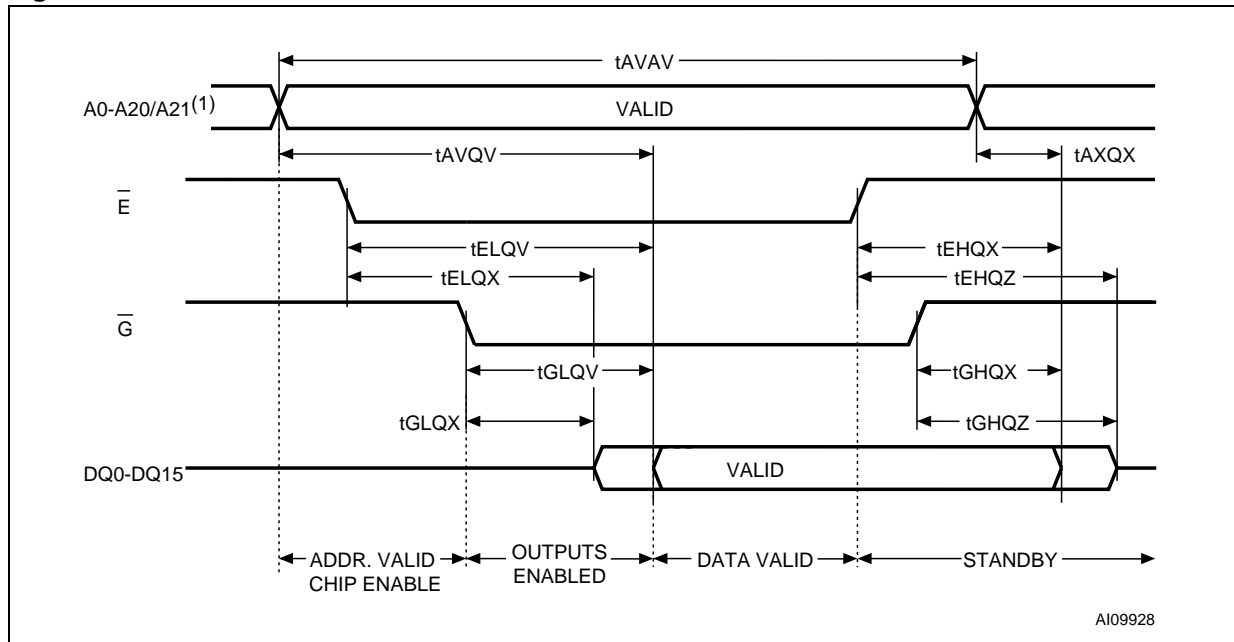 tAVAV
A0-A20/A21(1)
VALID
tAVQV
tAXQX
E
tELQV
tEHQX
tELQX
tEHQZ
G
tGLQV
tGHQX
tGLQX
tGHQZ
DQ0-DQ15
VALID
ADDR. VALID
CHIP ENABLE
OUTPUTS
ENABLED
DATA VALID
STANDBY
AI09928